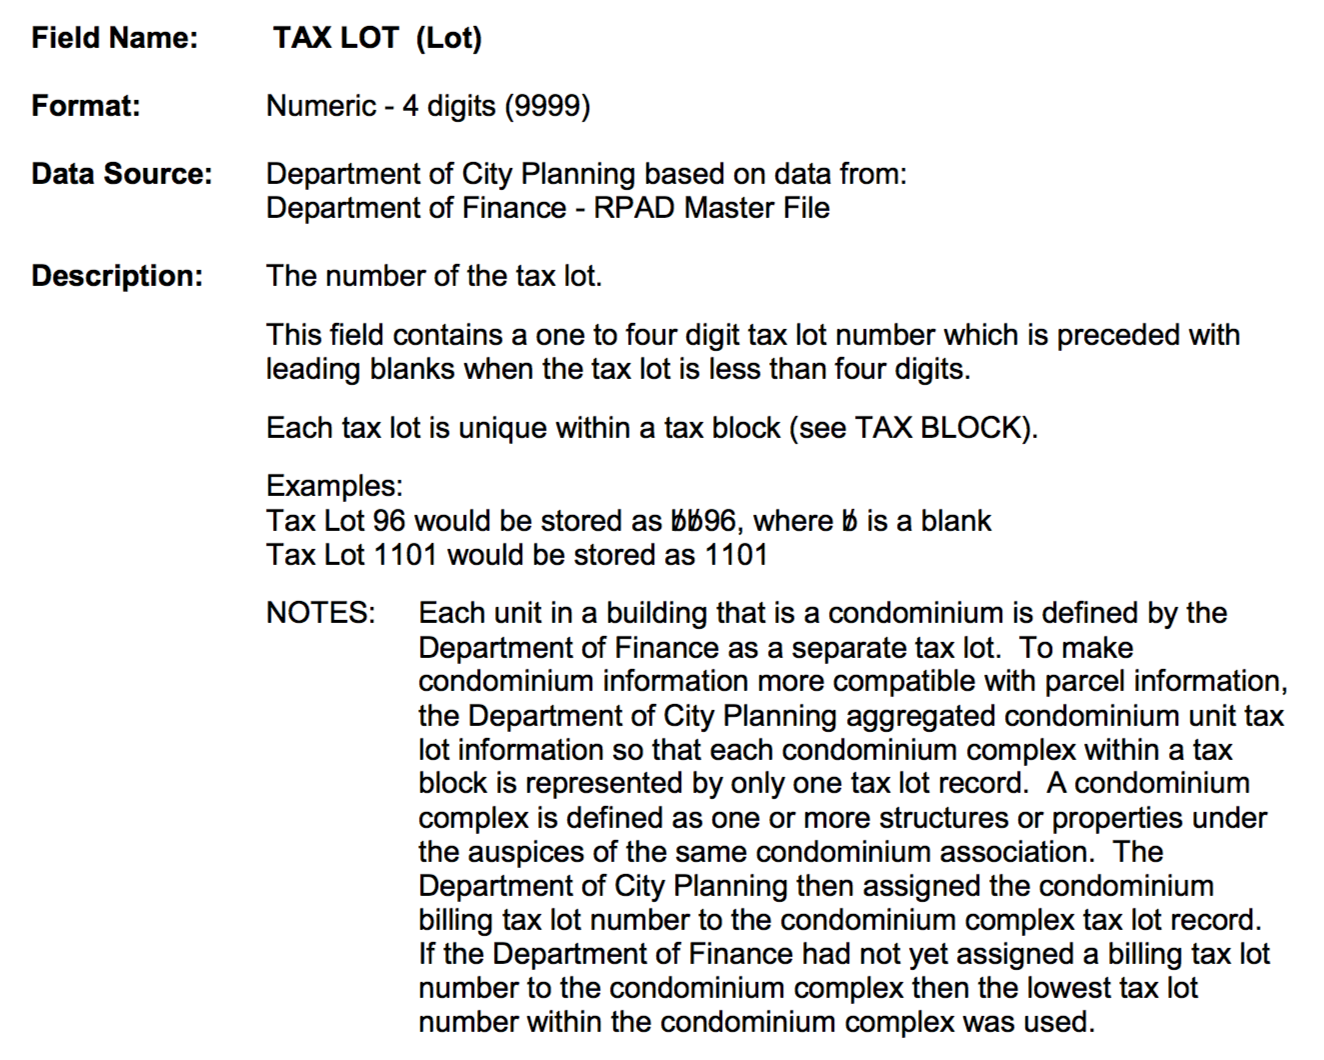 Field Name: TAX LOT (Lot)
Format: Numeric - 4 digits (9999)
Data Source: Department of City Planning based on data from:
Department of Finance - RPAD Master File
Description: The number of the tax lot.
This field contains a one to four digit tax lot number which is preceded with
leading blanks when the tax lot is less than four digits.
Each tax lot is unique within a tax block (see TAX BLOCK).
Examples:
Tax Lot 96 would be stored as b̸b̸96, where b̸ is a blank
Tax Lot 1101 would be stored as 1101
NOTES: Each unit in a building that is a condominium is defined by the
Department of Finance as a separate tax lot. To make
condominium information more compatible with parcel information,
the Department of City Planning aggregated condominium unit tax
lot information so that each condominium complex within a tax
block is represented by only one tax lot record. A condominium
complex is defined as one or more structures or properties under
the auspices of the same condominium association. The
Department of City Planning then assigned the condominium
billing tax lot number to the condominium complex tax lot record.
If the Department of Finance had not yet assigned a billing tax lot
number to the condominium complex then the lowest tax lot
number within the condominium complex was used.